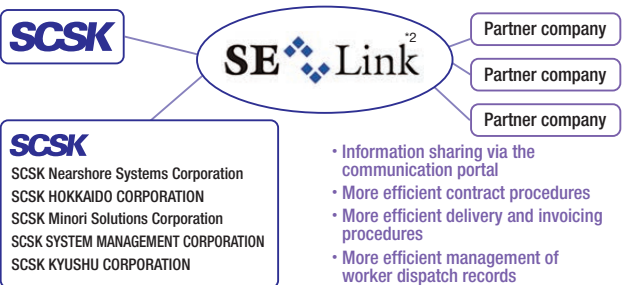 SCSK
SE Link *2
Partner company
Partner company
Partner company
SCSK
SCSK Nearshore Systems Corporation
SCSK HOKKAIDO CORPORATION
SCSK Minori Solutions Corporation
SCSK SYSTEM MANAGEMENT CORPORATION
SCSK KYUSHU CORPORATION
・Information sharing via the
communication portal
・More efficient contract procedures
・More efficient delivery and invoicing
procedures
・More efficient management of
worker dispatch records